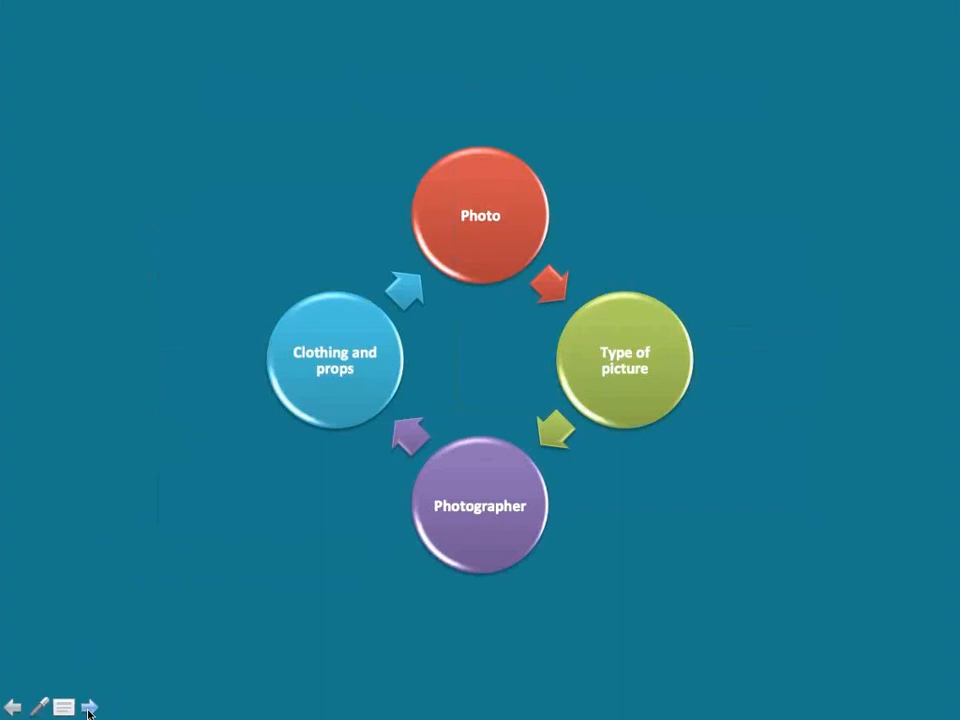 Photo
Type of
picture
Photographer
Clothing and
props